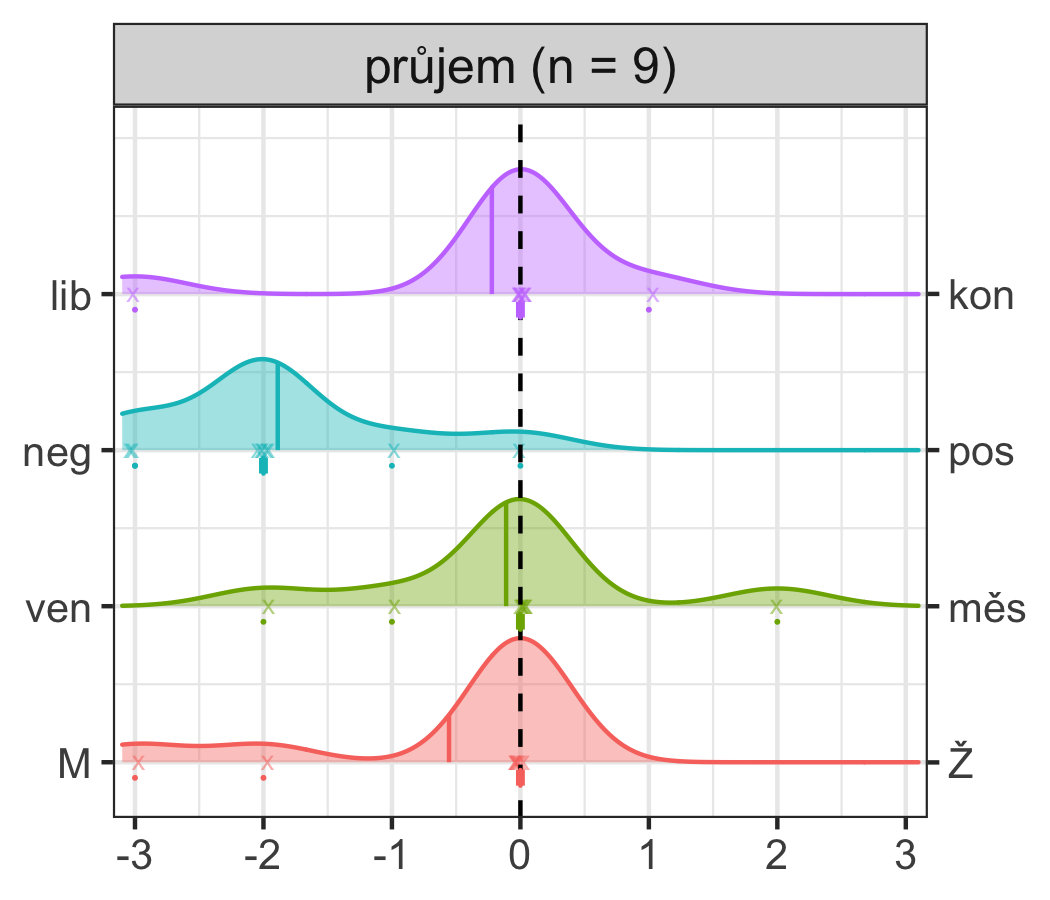 průjem (n = 9)
lib kon
neg pos
ven měs
M Ž
-3 -2 -1 0 1 2 3